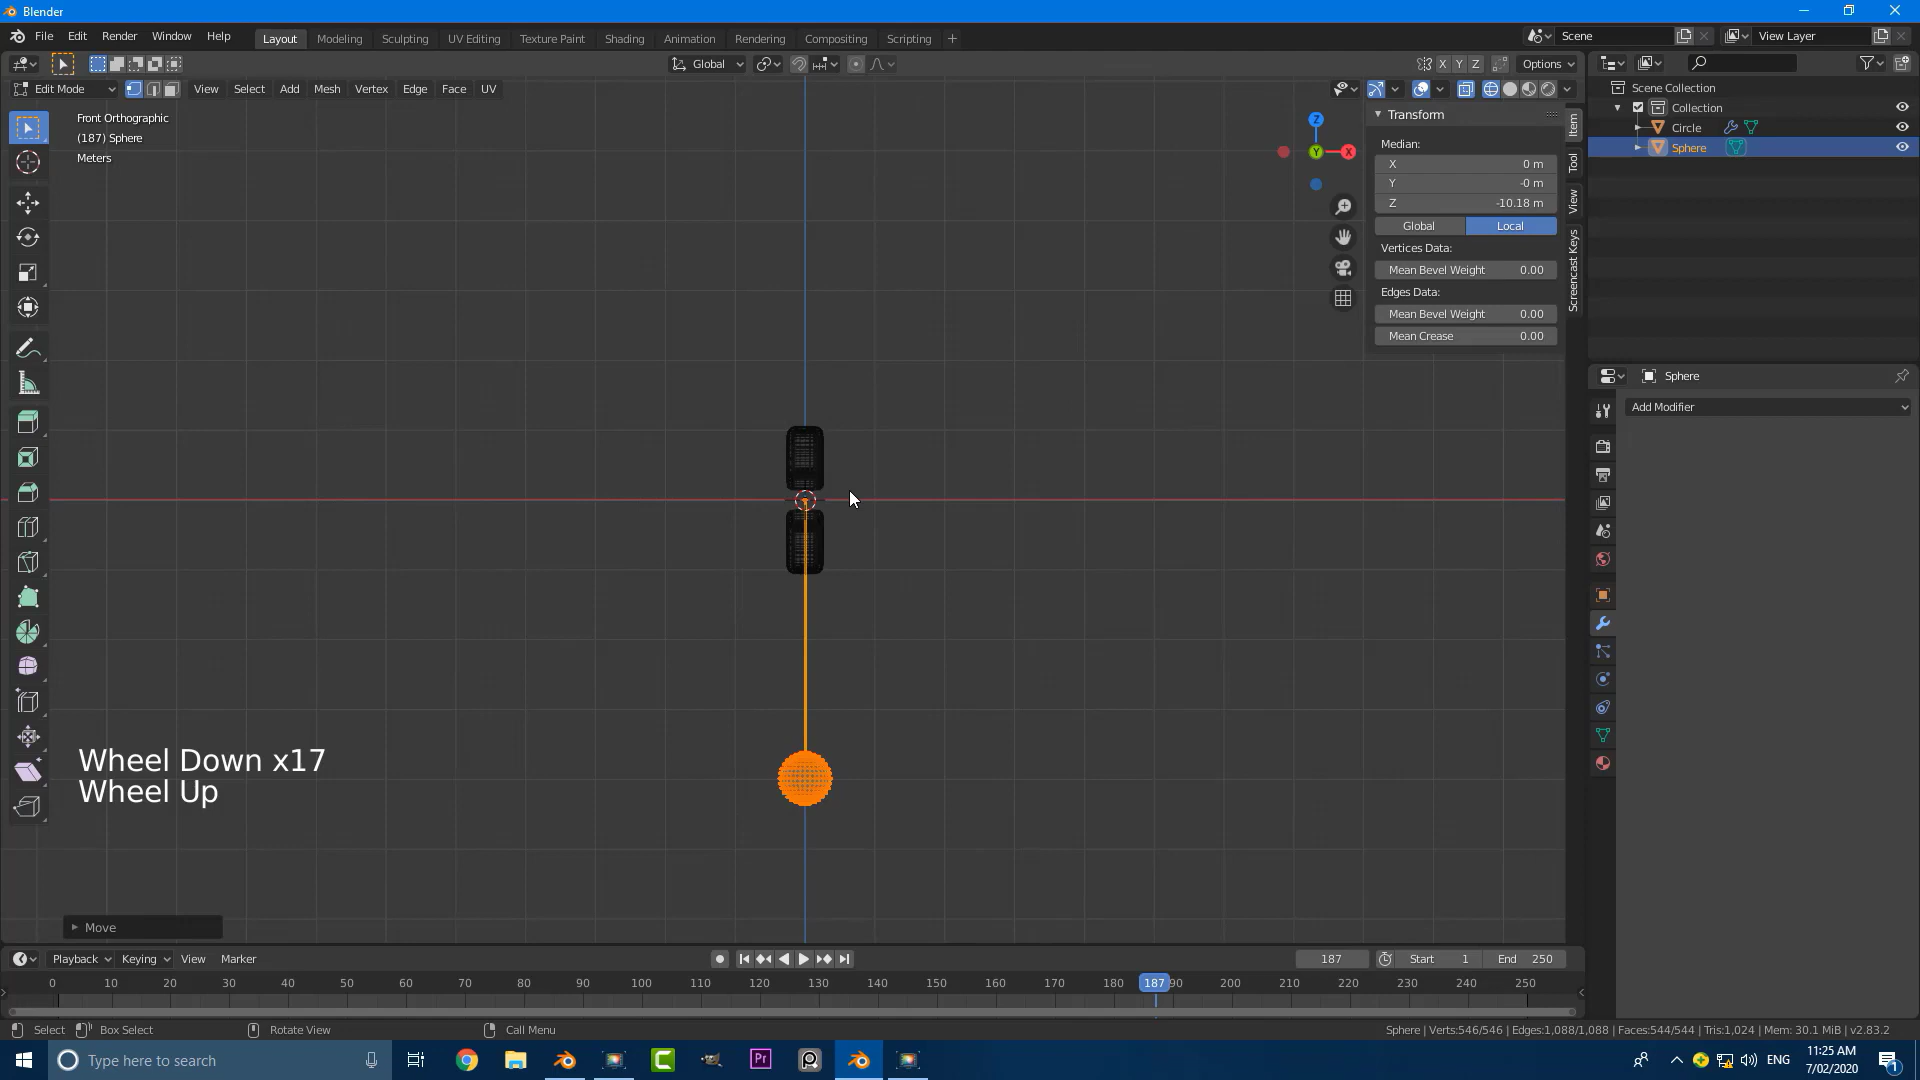 Blender
File Edit Render Window Help
Layout Modeling Sculpting UV Editing Texture Paint Shading Animation Rendering Compositing Scripting
Scene
View Layer
Global
X Y Z
Options
Edit Mode
View Select Add Mesh Vertex Edge Face UV
Front Orthographic
(187) Sphere
Meters
Z
Y
X
Transform
Median:
X 0 m
Y -0 m
Z -10.18 m
Global Local
Vertices Data:
Mean Bevel Weight 0.00
Edges Data:
Mean Bevel Weight 0.00
Mean Crease 0.00
Item
Tool
View
Screencast Keys
Scene Collection
Collection
Circle
Sphere
Sphere
Add Modifier
Wheel Down x17
Wheel Up
Move
Playback Keying View Marker
187
Start 1
End 250
0 10 20 30 40 50 60 70 80 90 100 110 120 130 140 150 160 170 180 187 90 200 210 220 230 240 250
Select Box Select Rotate View Call Menu
Sphere | Verts:546/546 | Edges:1,088/1,088 | Faces:544/544 | Tris:1,024 | Mem: 30.1 MiB | v2.83.2
Type here to search
Pr
ENG
11:25 AM
7/02/2020
1